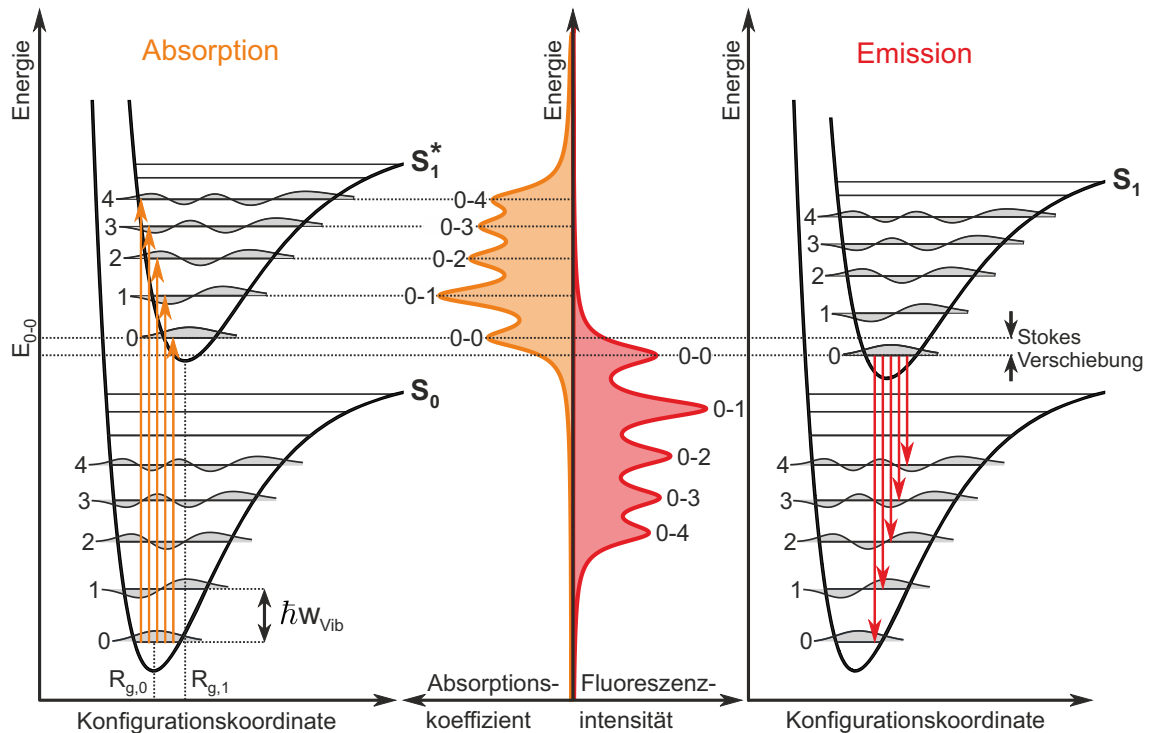 Energie
Absorption
S1*
4
3
2
1
0
E0-0
S0
4
3
2
1
0
ħwVib
Rg,0
Rg,1
Konfigurationskoordinate
Energie
0-4
0-3
0-2
0-1
0-0
0-0
0-1
0-2
0-3
0-4
Absorptions-
koeffizient
Fluoreszenz-
intensität
Energie
Emission
S1
4
3
2
1
0
Stokes
Verschiebung
4
3
2
1
0
Konfigurationskoordinate